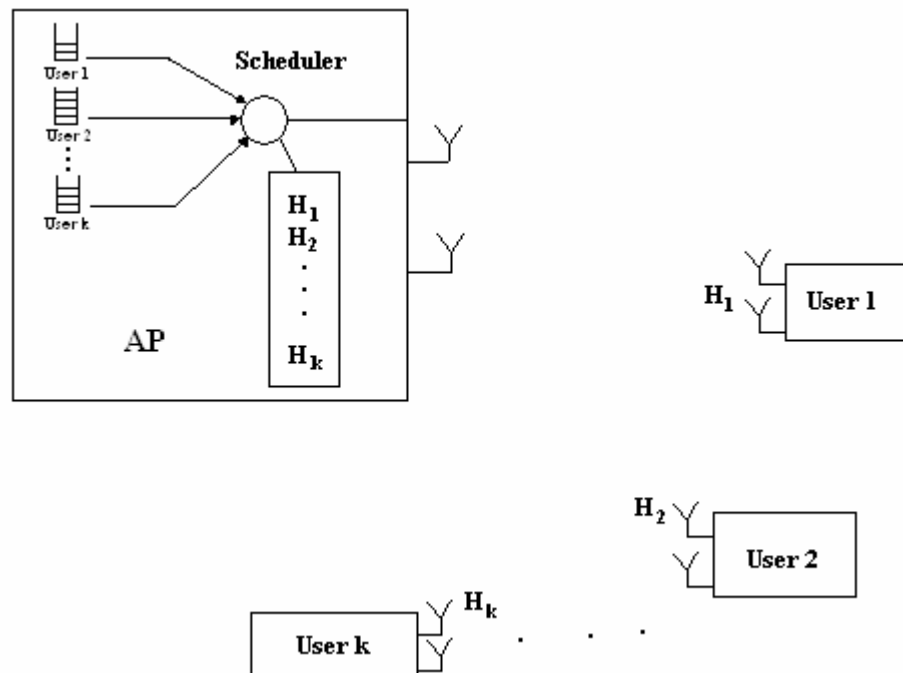 Scheduler
User 1
User 2
User k
H1
H2
Hk
AP
H1
User 1
H2
User 2
Hk
User k